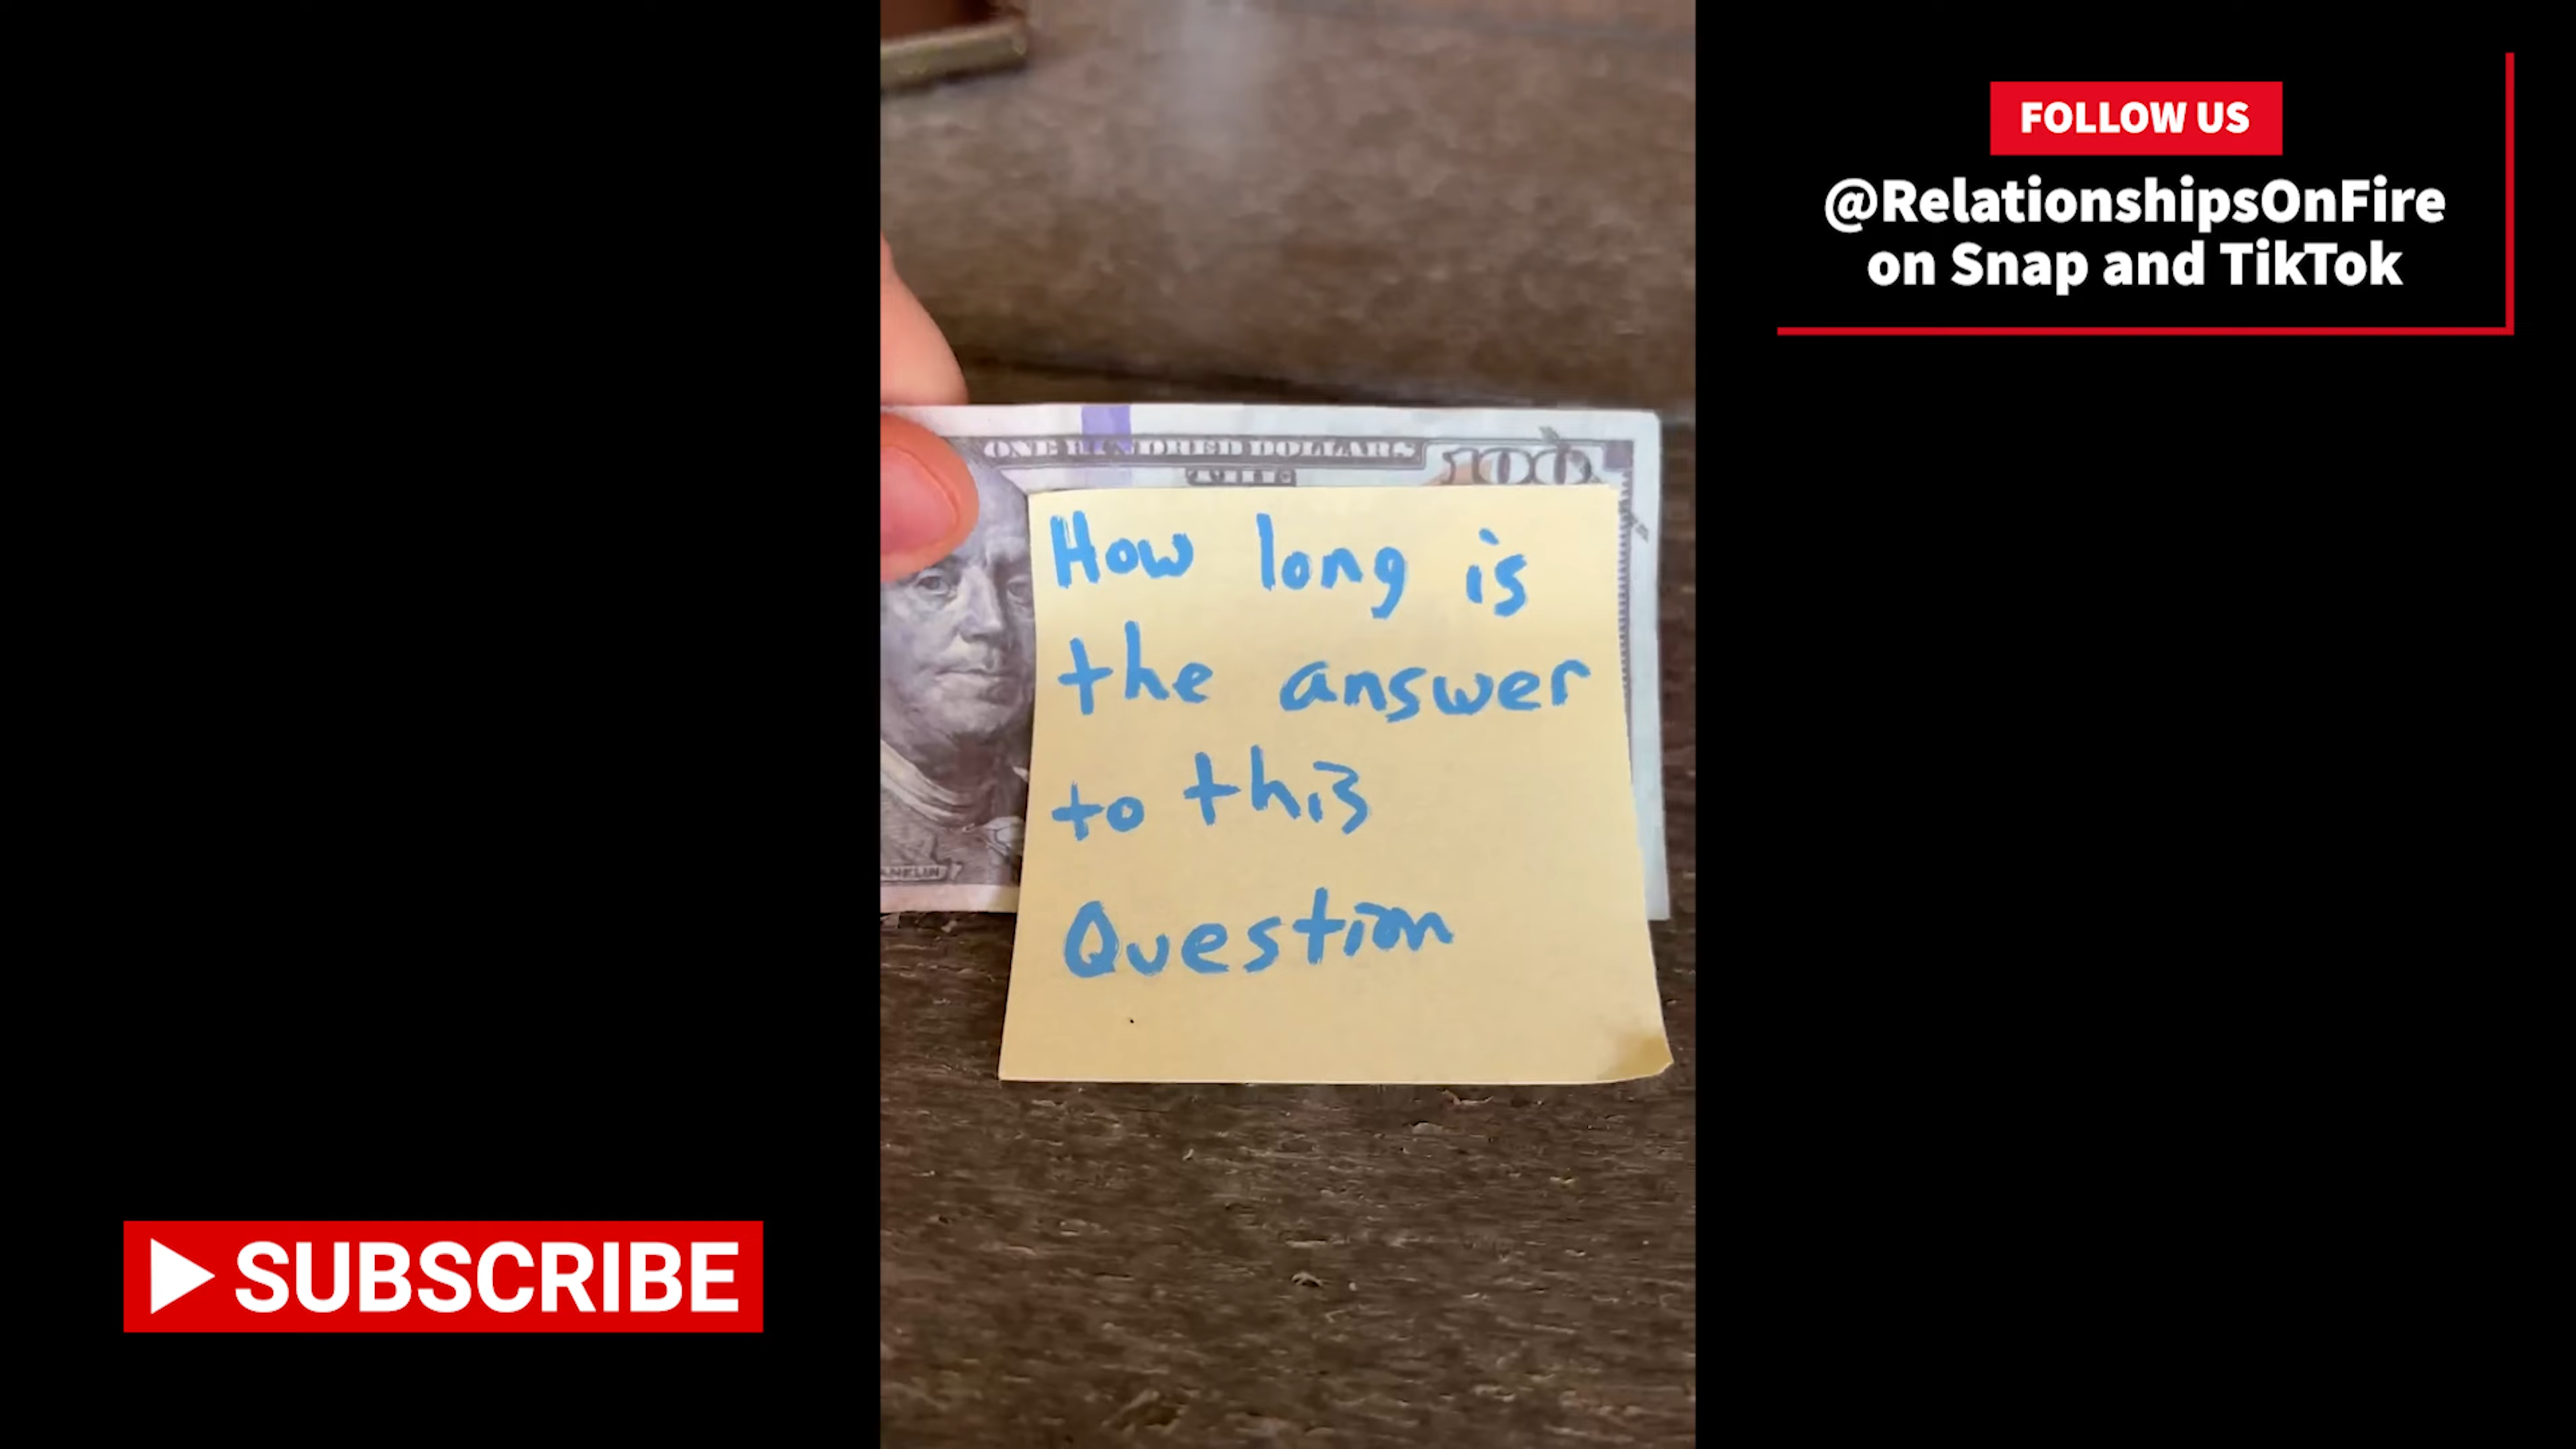 FOLLOW US
@RelationshipsOnFire
on Snap and TikTok
ONE HUNDRED DOLLARS
100
How long is
the answer
to this
Question
ANKLIN
SUBSCRIBE